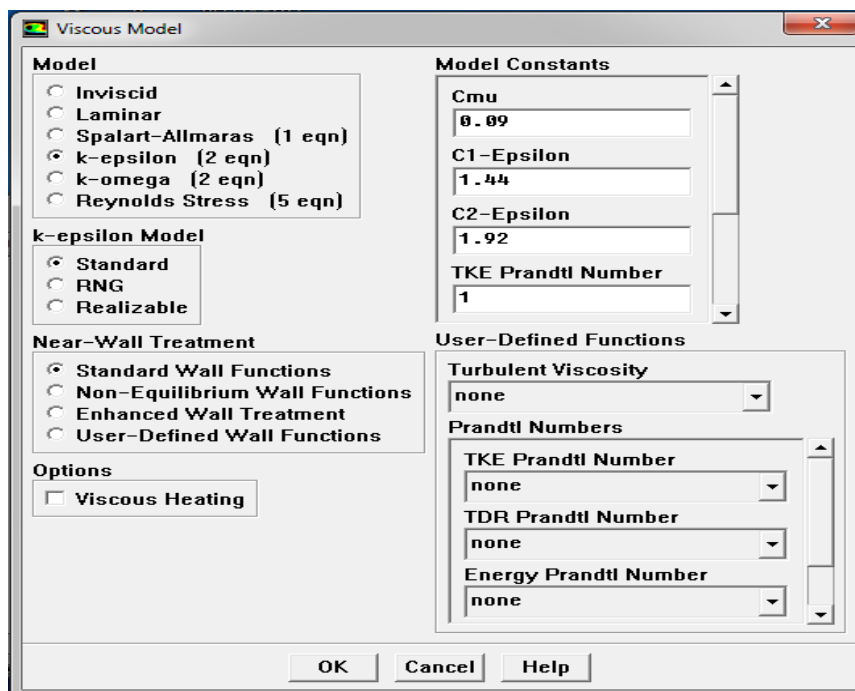 Viscous Model
Model
Inviscid
Laminar
Spalart-Allmaras (1 eqn)
k-epsilon (2 eqn)
k-omega (2 eqn)
Reynolds Stress (5 eqn)
k-epsilon Model
Standard
RNG
Realizable
Near-Wall Treatment
Standard Wall Functions
Non-Equilibrium Wall Functions
Enhanced Wall Treatment
User-Defined Wall Functions
Options
Viscous Heating
Model Constants
Cmu
0.09
C1-Epsilon
1.44
C2-Epsilon
1.92
TKE Prandtl Number
1
User-Defined Functions
Turbulent Viscosity
none
Prandtl Numbers
TKE Prandtl Number
none
TDR Prandtl Number
none
Energy Prandtl Number
none
OK Cancel Help